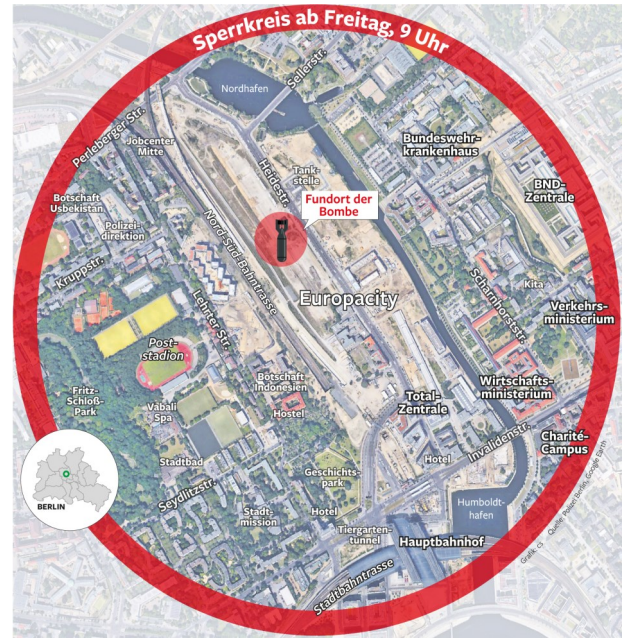 Sperrkreis ab Freitag, 9 Uhr
Sellerstr.
Nordhafen
Perleberger Str.
Jobcenter
Mitte
Bundeswehr-
krankenhaus
Heidestr.
Tank-
stelle
BND-
Zentrale
Fundort der
Bombe
Botschaft
Usbekistan
Polizei-
direktion
Nord-Süd-Bahntrasse
Kruppstr.
Lehrter Str.
Europacity
Scharnhorststr.
Kita
Verkehrs-
ministerium
Post-
stadion
Botschaft
Indonesien
Hostel
Wirtschafts-
ministerium
Fritz-
Schloß-
Park
Vabali
Spa
Total-
Zentrale
Invalidenstr.
Charité-
Campus
Stadtbad
Hotel
Geschichts-
park
Seydlitzstr.
BERLIN
Stadt-
mission
Hotel
Humboldt-
hafen
Tiergarten-
tunnel
Hauptbahnhof
Stadtbahntrasse
Grafik: cs Quelle: Polizei Berlin, Google Earth